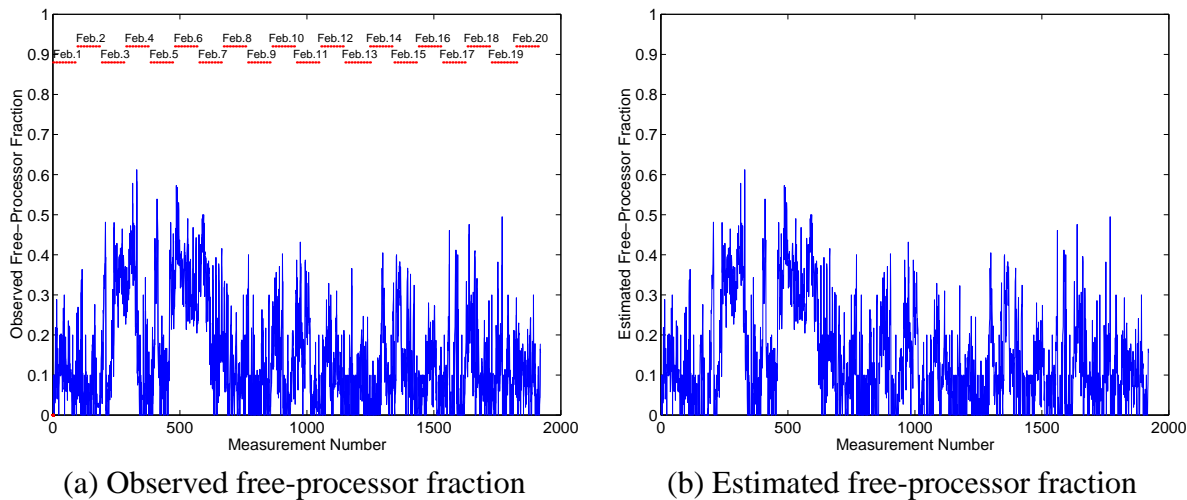 1
0.9
0.8
0.7
0.6
0.5
0.4
0.3
0.2
0.1
0
Observed Free-Processor Fraction
Feb.2 Feb.4 Feb.6 Feb.8 Feb.10 Feb.12 Feb.14 Feb.16 Feb.18 Feb.20
Feb.1 Feb.3 Feb.5 Feb.7 Feb.9 Feb.11 Feb.13 Feb.15 Feb.17 Feb.19
0 500 1000 1500 2000
Measurement Number
(a) Observed free-processor fraction
1
0.9
0.8
0.7
0.6
0.5
0.4
0.3
0.2
0.1
0
Estimated Free-Processor Fraction
0 500 1000 1500 2000
Measurement Number
(b) Estimated free-processor fraction